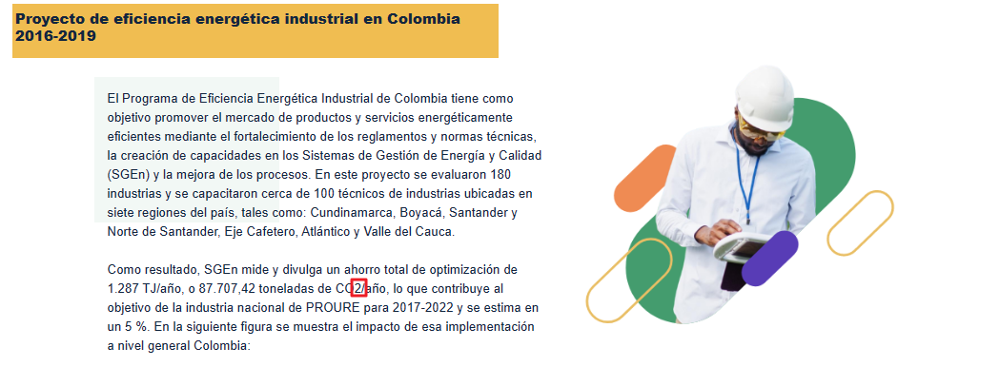 Proyecto de eficiencia energética industrial en Colombia
2016-2019
El Programa de Eficiencia Energética Industrial de Colombia tiene como
objetivo promover el mercado de productos y servicios energéticamente
eficientes mediante el fortalecimiento de los reglamentos y normas técnicas,
la creación de capacidades en los Sistemas de Gestión de Energía y Calidad
(SGEn) y la mejora de los procesos. En este proyecto se evaluaron 180
industrias y se capacitaron cerca de 100 técnicos de industrias ubicadas en
siete regiones del país, tales como: Cundinamarca, Boyacá, Santander y
Norte de Santander, Eje Cafetero, Atlántico y Valle del Cauca.
Como resultado, SGEn mide y divulga un ahorro total de optimización de
1.287 TJ/año, o 87.707,42 toneladas de CO2/año, lo que contribuye al
objetivo de la industria nacional de PROURE para 2017-2022 y se estima en
un 5 %. En la siguiente figura se muestra el impacto de esa implementación
a nivel general Colombia: